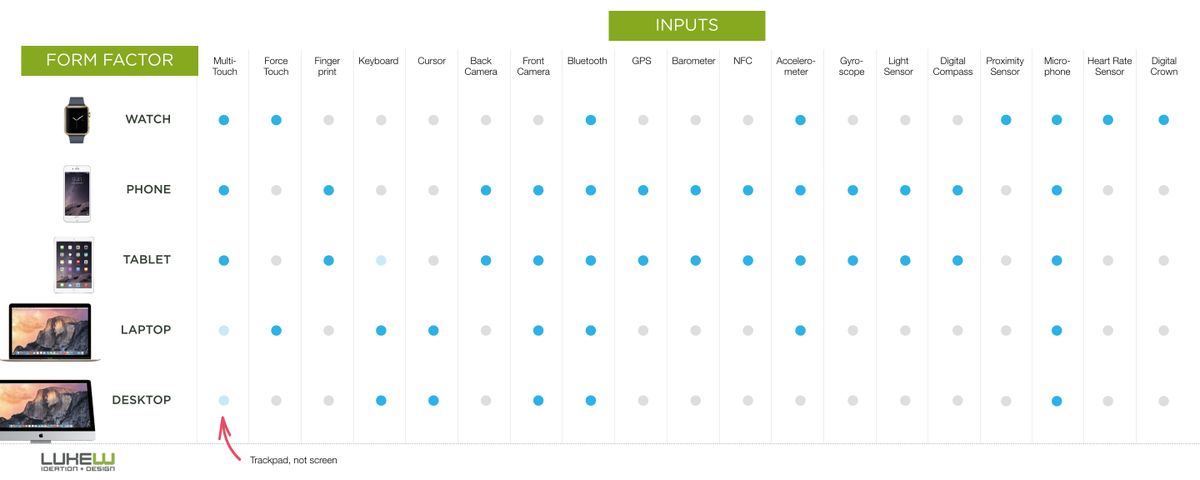 INPUTS
FORM FACTOR
Multi-
Touch
Force
Touch
Finger
print
Keyboard
Cursor
Back
Camera
Front
Camera
Bluetooth
GPS
Barometer
NFC
Accelero-
meter
Gyro-
scope
Light
Sensor
Digital
Compass
Proximity
Sensor
Micro-
phone
Heart Rate
Sensor
Digital
Crown
WATCH
PHONE
TABLET
LAPTOP
DESKTOP
Trackpad, not screen
LUKEW
IDEATION + DESIGN